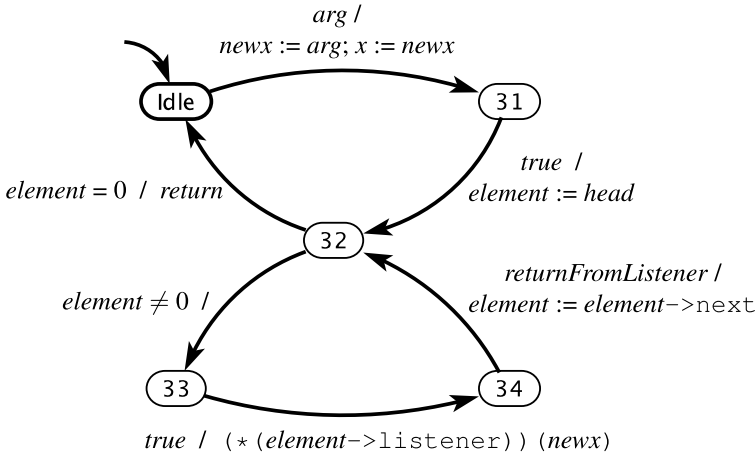 arg /
newx := arg; x := newx
Idle
31
true /
element := head
element = 0 / return
32
returnFromListener /
element := element->next
element ≠ 0 /
33
34
true / (*(element->listener))(newx)